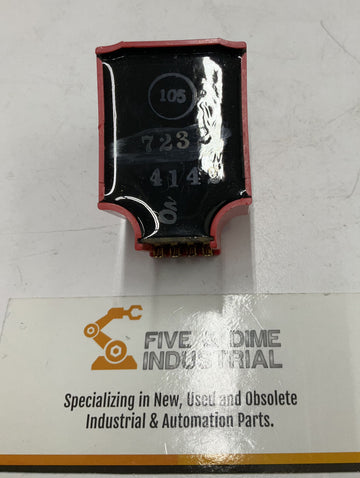 105
723
414
FIVE & DIME
INDUSTRIAL
Specializing in New, Used and Obsolete
Industrial & Automation Parts.